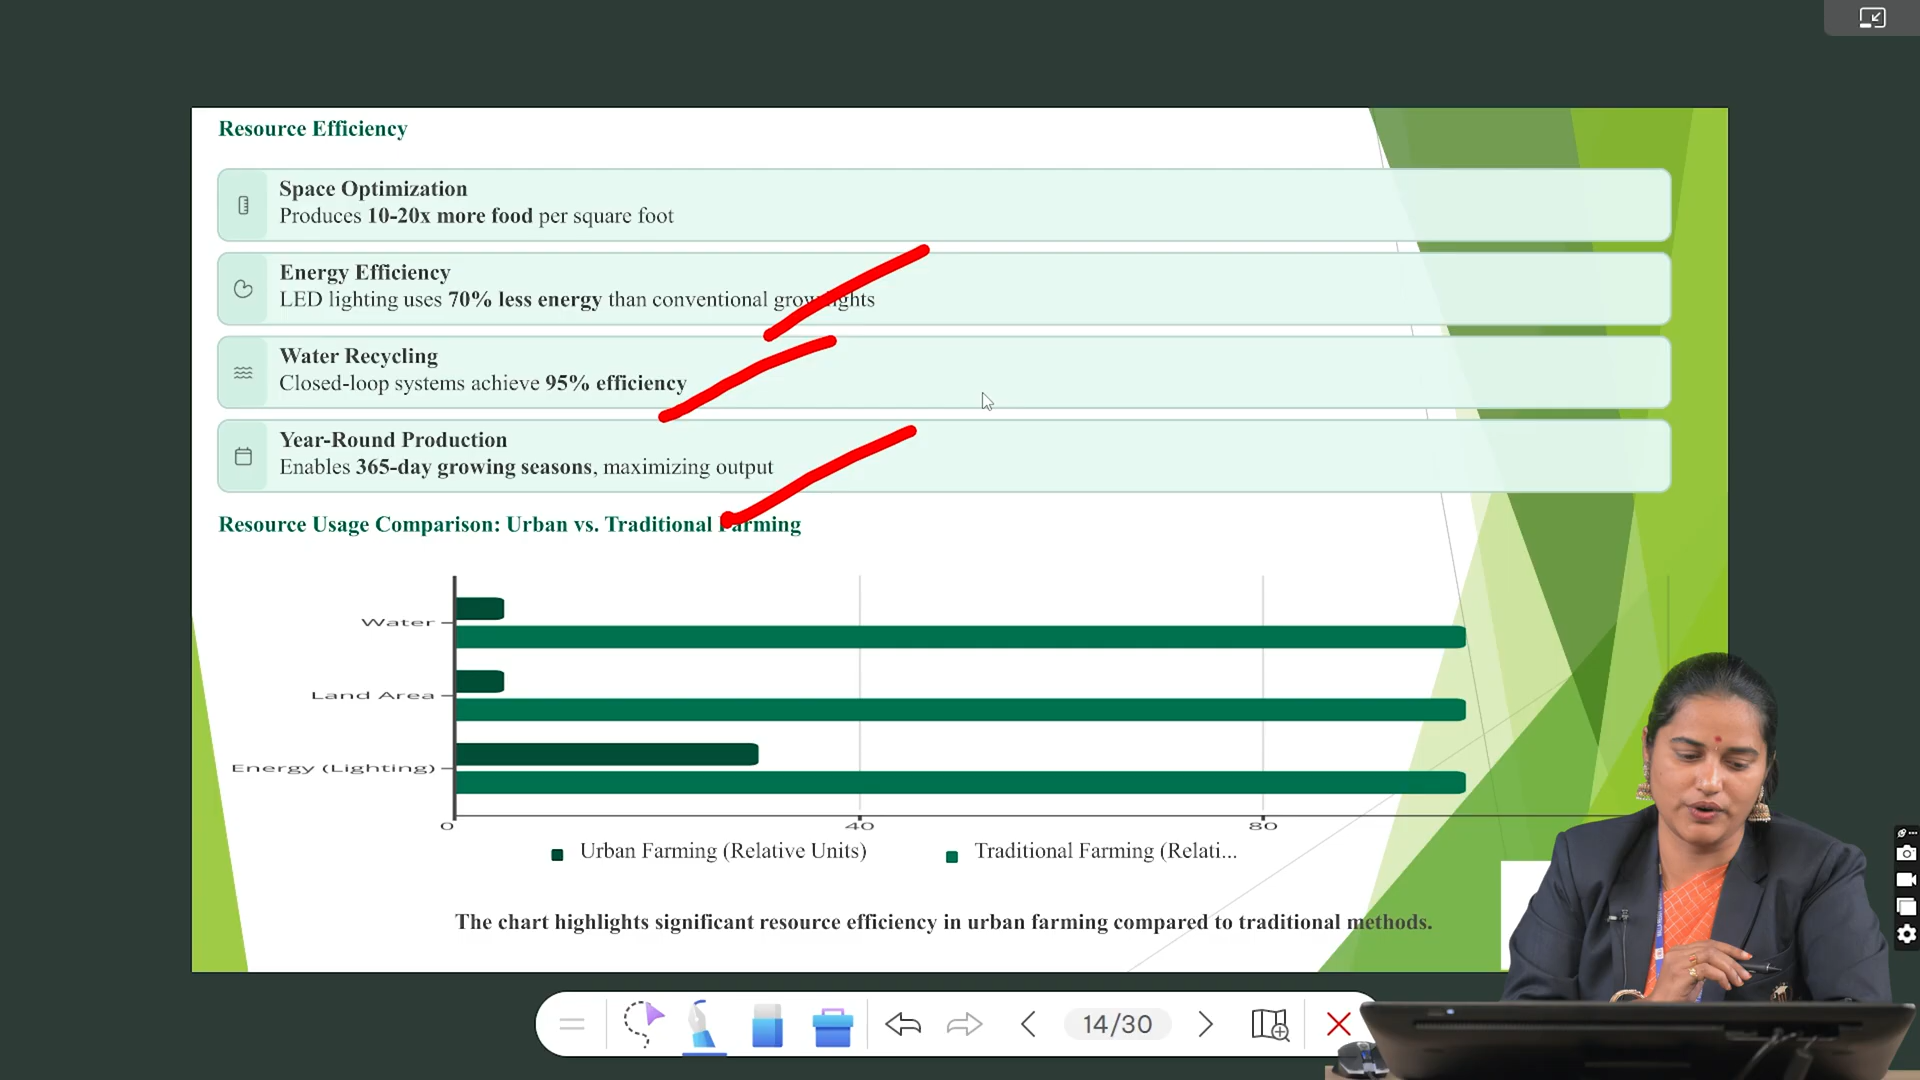 Resource Efficiency
Space Optimization
Produces 10-20x more food per square foot
Energy Efficiency
LED lighting uses 70% less energy than conventional grow lights
Water Recycling
Closed-loop systems achieve 95% efficiency
Year-Round Production
Enables 365-day growing seasons, maximizing output
Resource Usage Comparison: Urban vs. Traditional Farming
Water
Land Area
Energy (Lighting)
0 40 80
Urban Farming (Relative Units) Traditional Farming (Relati...
The chart highlights significant resource efficiency in urban farming compared to traditional methods.
14/30